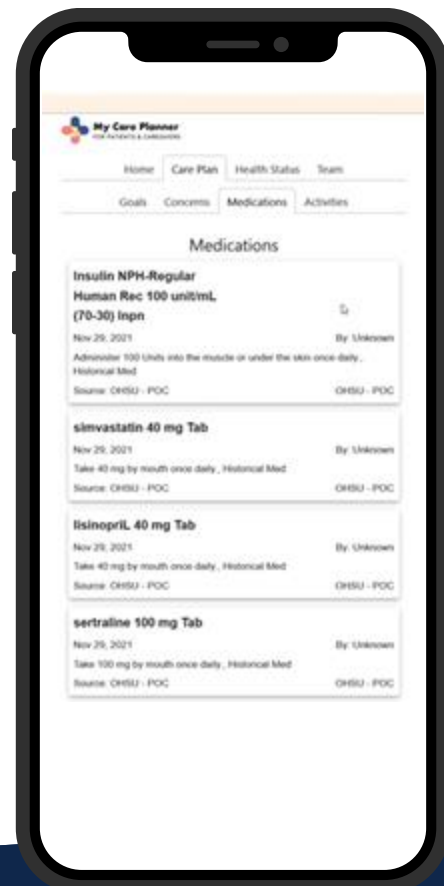 My Care Planner
FOR PATIENTS & CAREGIVERS
Home Care Plan Health Status Team
Goals Concerns Medications Activities
Medications
Insulin NPH-Regular
Human Rec 100 unit/mL
(70-30) Inpn
Nov 29, 2021 By: Unknown
Administer 100 Units into the muscle or under the skin once daily.,
Historical Med
Source: OHSU - POC OHSU - POC
simvastatin 40 mg Tab
Nov 29, 2021 By: Unknown
Take 40 mg by mouth once daily., Historical Med
Source: OHSU - POC OHSU - POC
lisinopriL 40 mg Tab
Nov 29, 2021 By: Unknown
Take 40 mg by mouth once daily., Historical Med
Source: OHSU - POC OHSU - POC
sertraline 100 mg Tab
Nov 29, 2021 By: Unknown
Take 100 mg by mouth once daily., Historical Med
Source: OHSU - POC OHSU - POC